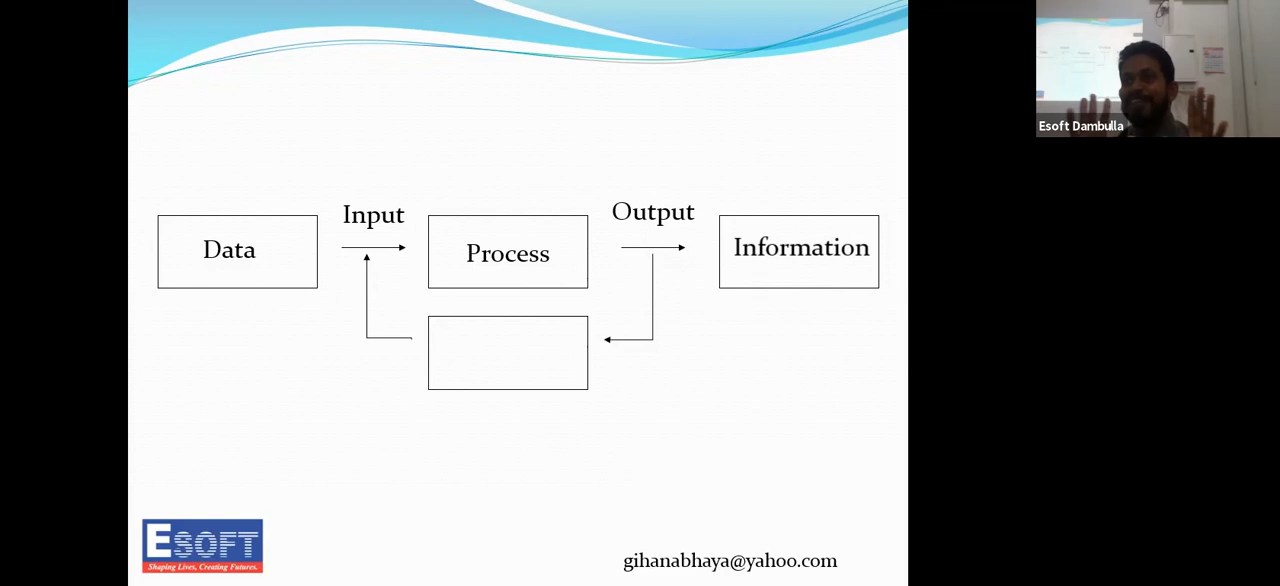 Esoft Dambulla
Input
Output
Data
Process
Information
ESOFT
Shaping Lives, Creating Futures.
gihanabhaya@yahoo.com